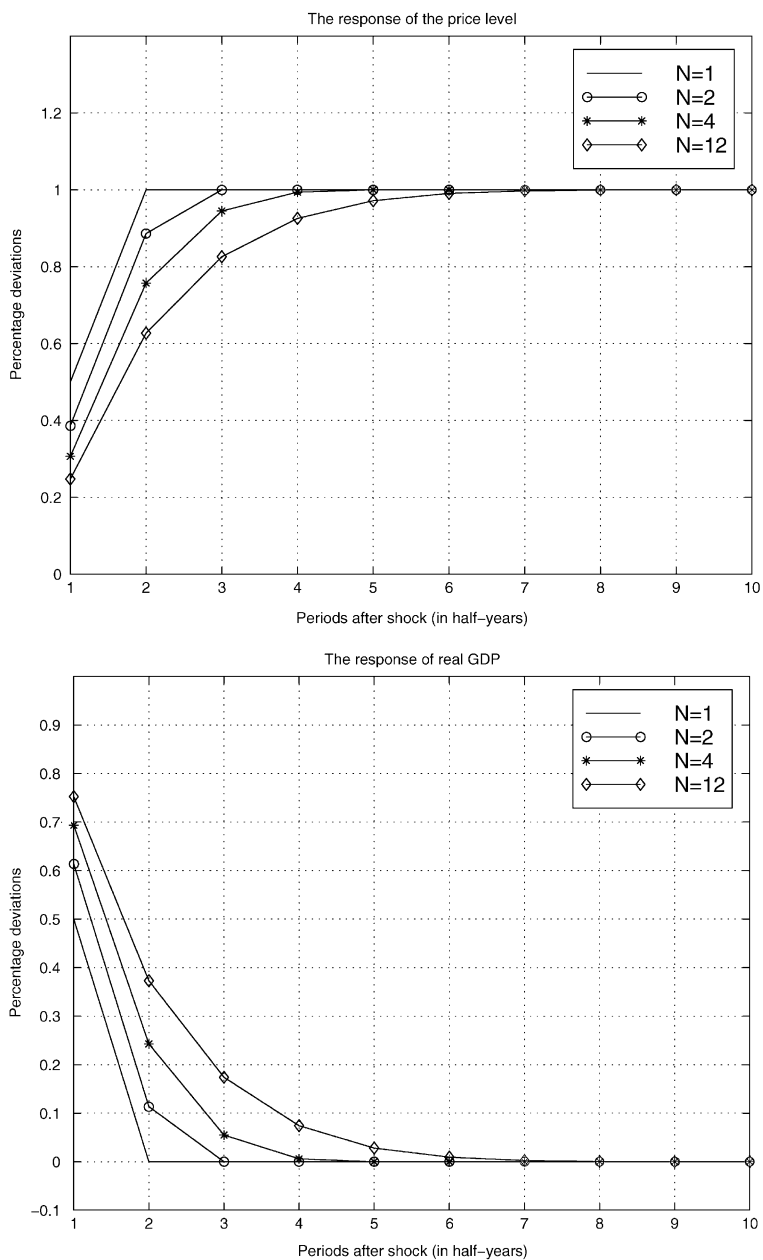 The response of the price level
N=1
N=2
N=4
N=12
1.2
1
0.8
0.6
0.4
0.2
0
Percentage deviations
1 2 3 4 5 6 7 8 9 10
Periods after shock (in half-years)
The response of real GDP
N=1
N=2
N=4
N=12
0.9
0.8
0.7
0.6
0.5
0.4
0.3
0.2
0.1
0
-0.1
Percentage deviations
1 2 3 4 5 6 7 8 9 10
Periods after shock (in half-years)